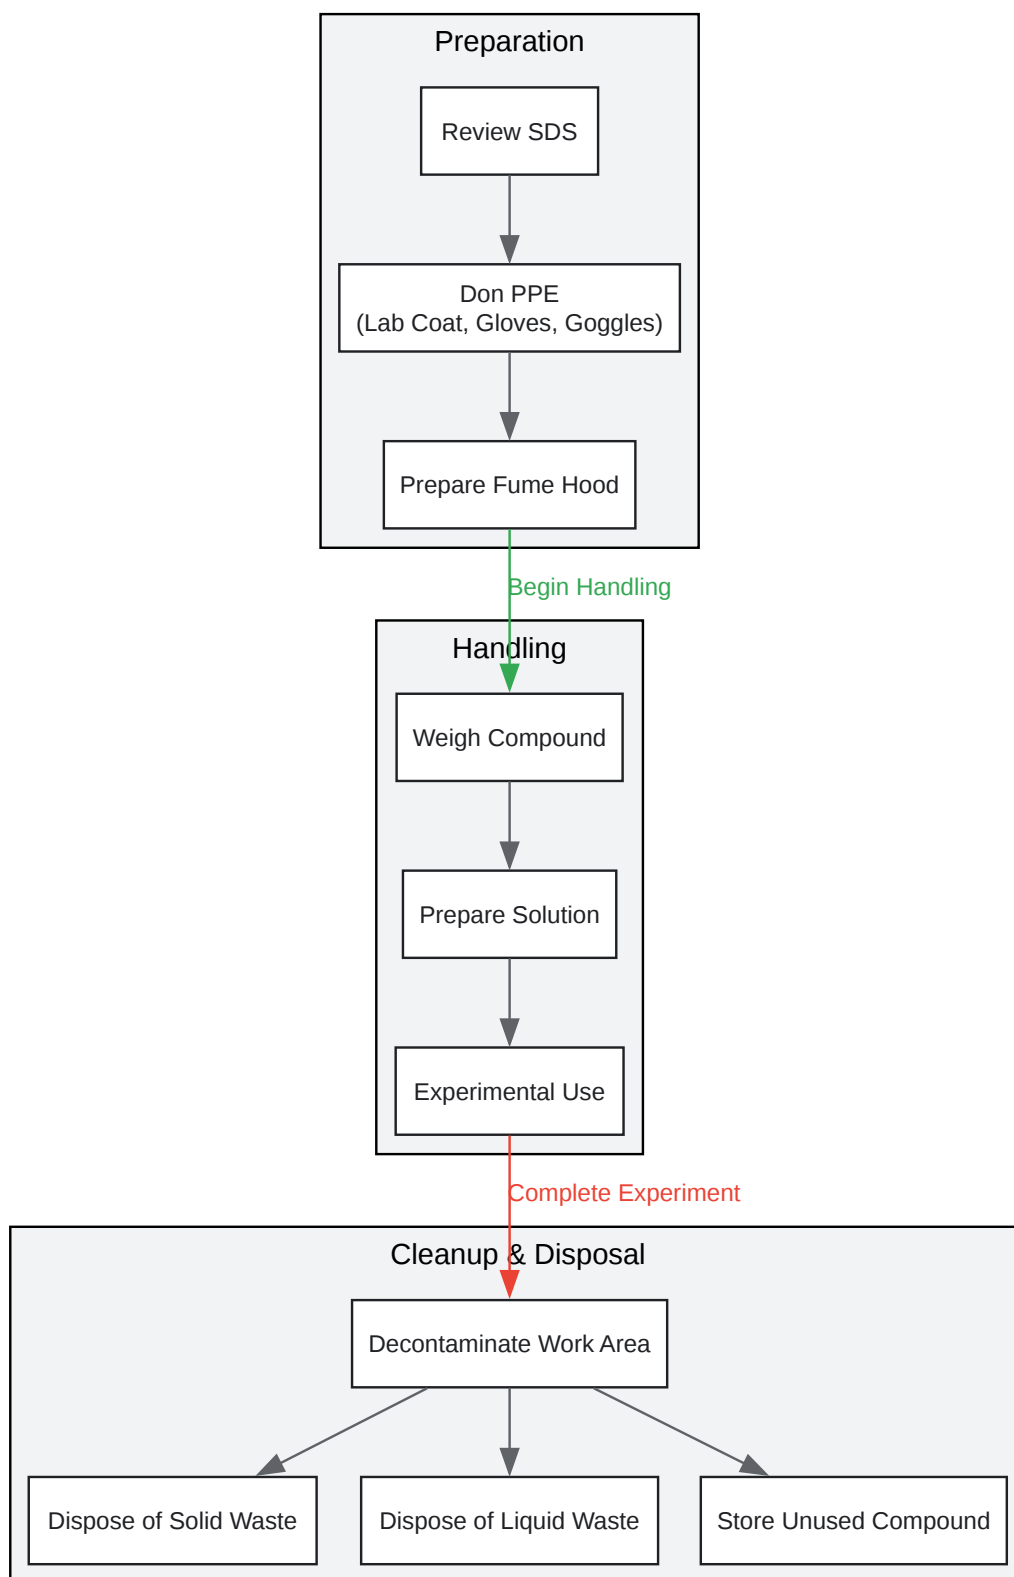 Preparation
Review SDS
Don PPE
(Lab Coat, Gloves, Goggles)
Prepare Fume Hood
Begin Handling
Handling
Weigh Compound
Prepare Solution
Experimental Use
Complete Experiment
Cleanup & Disposal
Decontaminate Work Area
Dispose of Solid Waste
Dispose of Liquid Waste
Store Unused Compound